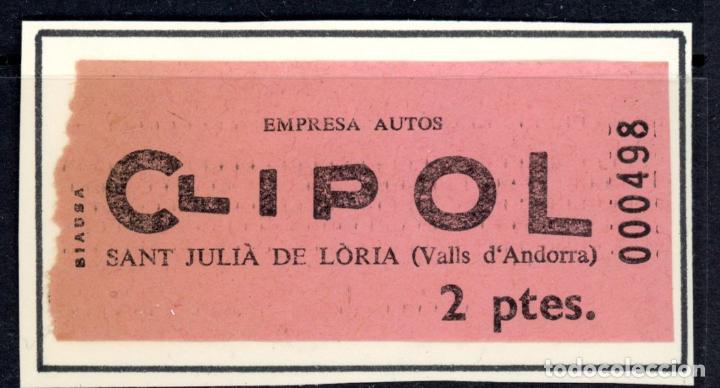 EMPRESA AUTOS
CLIPOL
SANT JULIÀ DE LÒRIA (Valls d'Andorra)
2 ptes.
000498
SIAUSA
todocoleccion